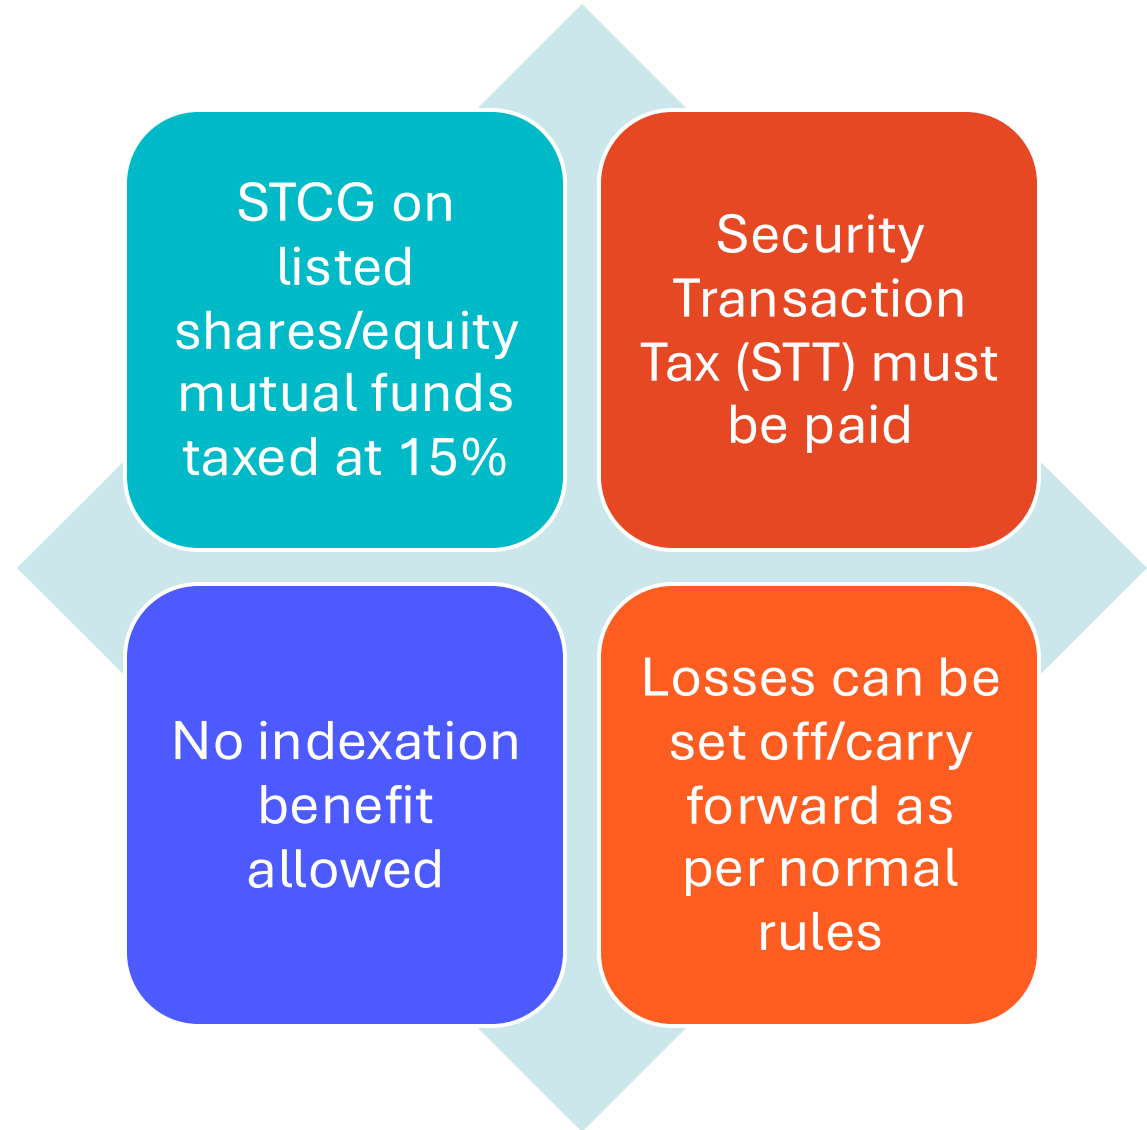 STCG on
listed
shares/equity
mutual funds
taxed at 15%
Security
Transaction
Tax (STT) must
be paid
No indexation
benefit
allowed
Losses can be
set off/carry
forward as
per normal
rules